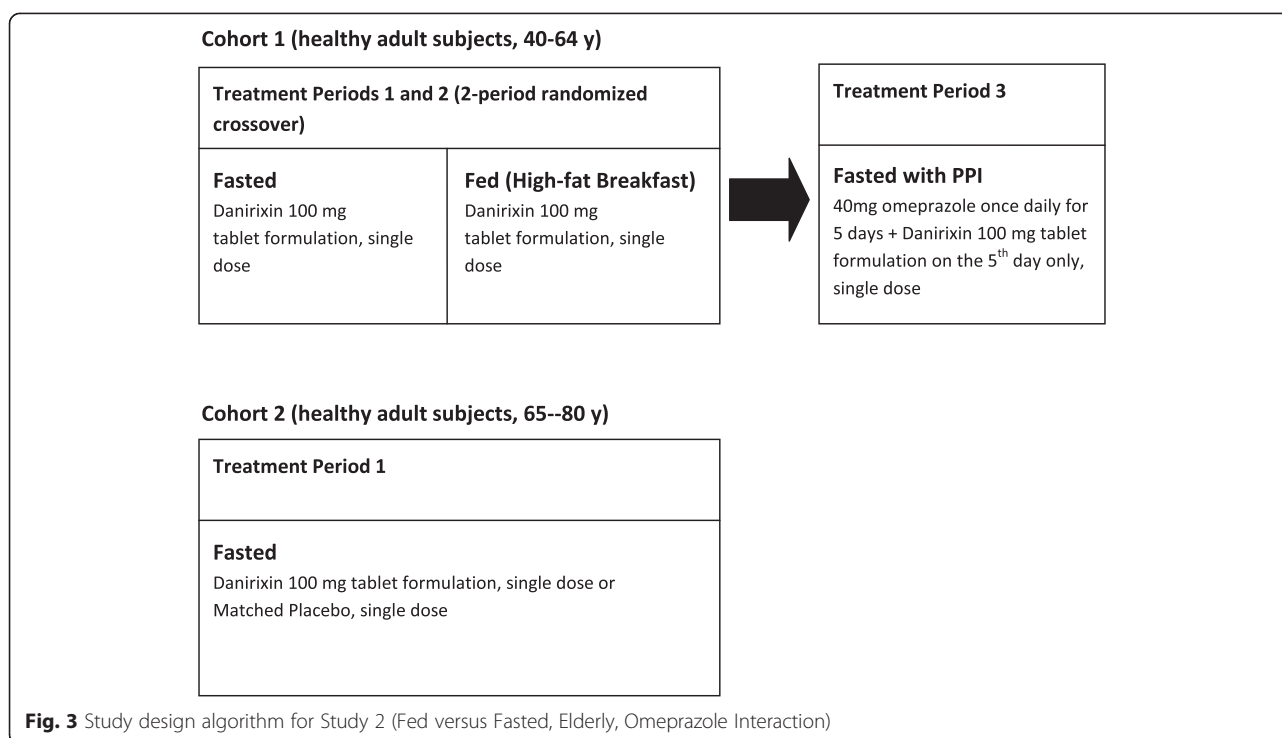 Cohort 1 (healthy adult subjects, 40-64 y)
Treatment Periods 1 and 2 (2-period randomized
crossover)
Fasted
Danirixin 100 mg
tablet formulation, single
dose
Fed (High-fat Breakfast)
Danirixin 100 mg
tablet formulation, single
dose
Treatment Period 3
Fasted with PPI
40mg omeprazole once daily for
5 days + Danirixin 100 mg tablet
formulation on the 5th day only,
single dose
Cohort 2 (healthy adult subjects, 65--80 y)
Treatment Period 1
Fasted
Danirixin 100 mg tablet formulation, single dose or
Matched Placebo, single dose
Fig. 3 Study design algorithm for Study 2 (Fed versus Fasted, Elderly, Omeprazole Interaction)